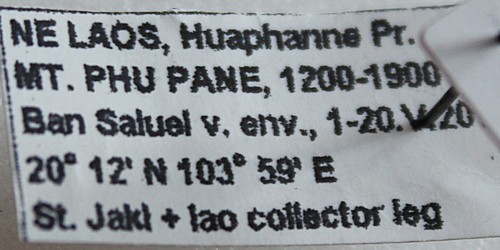 NE LAOS, Huaphanne Pr.
MT. PHU PANE, 1200-1900
Ban Saluei v. env., 1-20.V.20
20° 12' N 103° 59' E
St. Jakl + lao collector leg